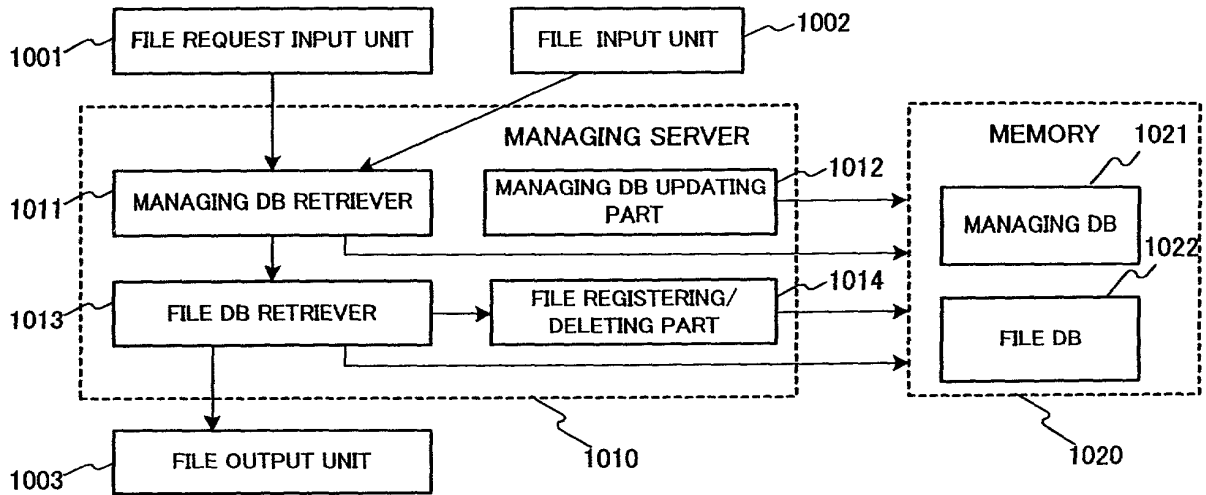 1001
FILE REQUEST INPUT UNIT
FILE INPUT UNIT
1002
MANAGING SERVER
MEMORY
1011
MANAGING DB RETRIEVER
MANAGING DB UPDATING
PART
1012
1021
MANAGING DB
1013
FILE DB RETRIEVER
FILE REGISTERING/
DELETING PART
1014
1022
FILE DB
1003
FILE OUTPUT UNIT
1010
1020